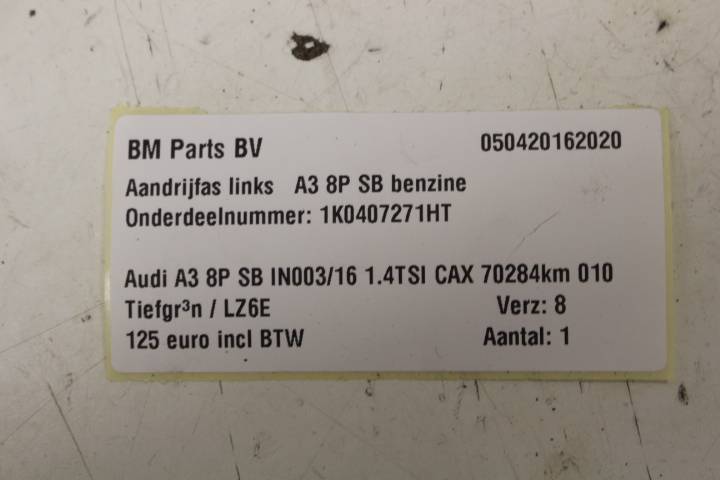 BM Parts BV 050420162020
Aandrijfas links A3 8P SB benzine
Onderdeelnummer: 1K0407271HT
Audi A3 8P SB IN003/16 1.4TSI CAX 70284km 010
Tiefgr³n / LZ6E Verz: 8
125 euro incl BTW Aantal: 1